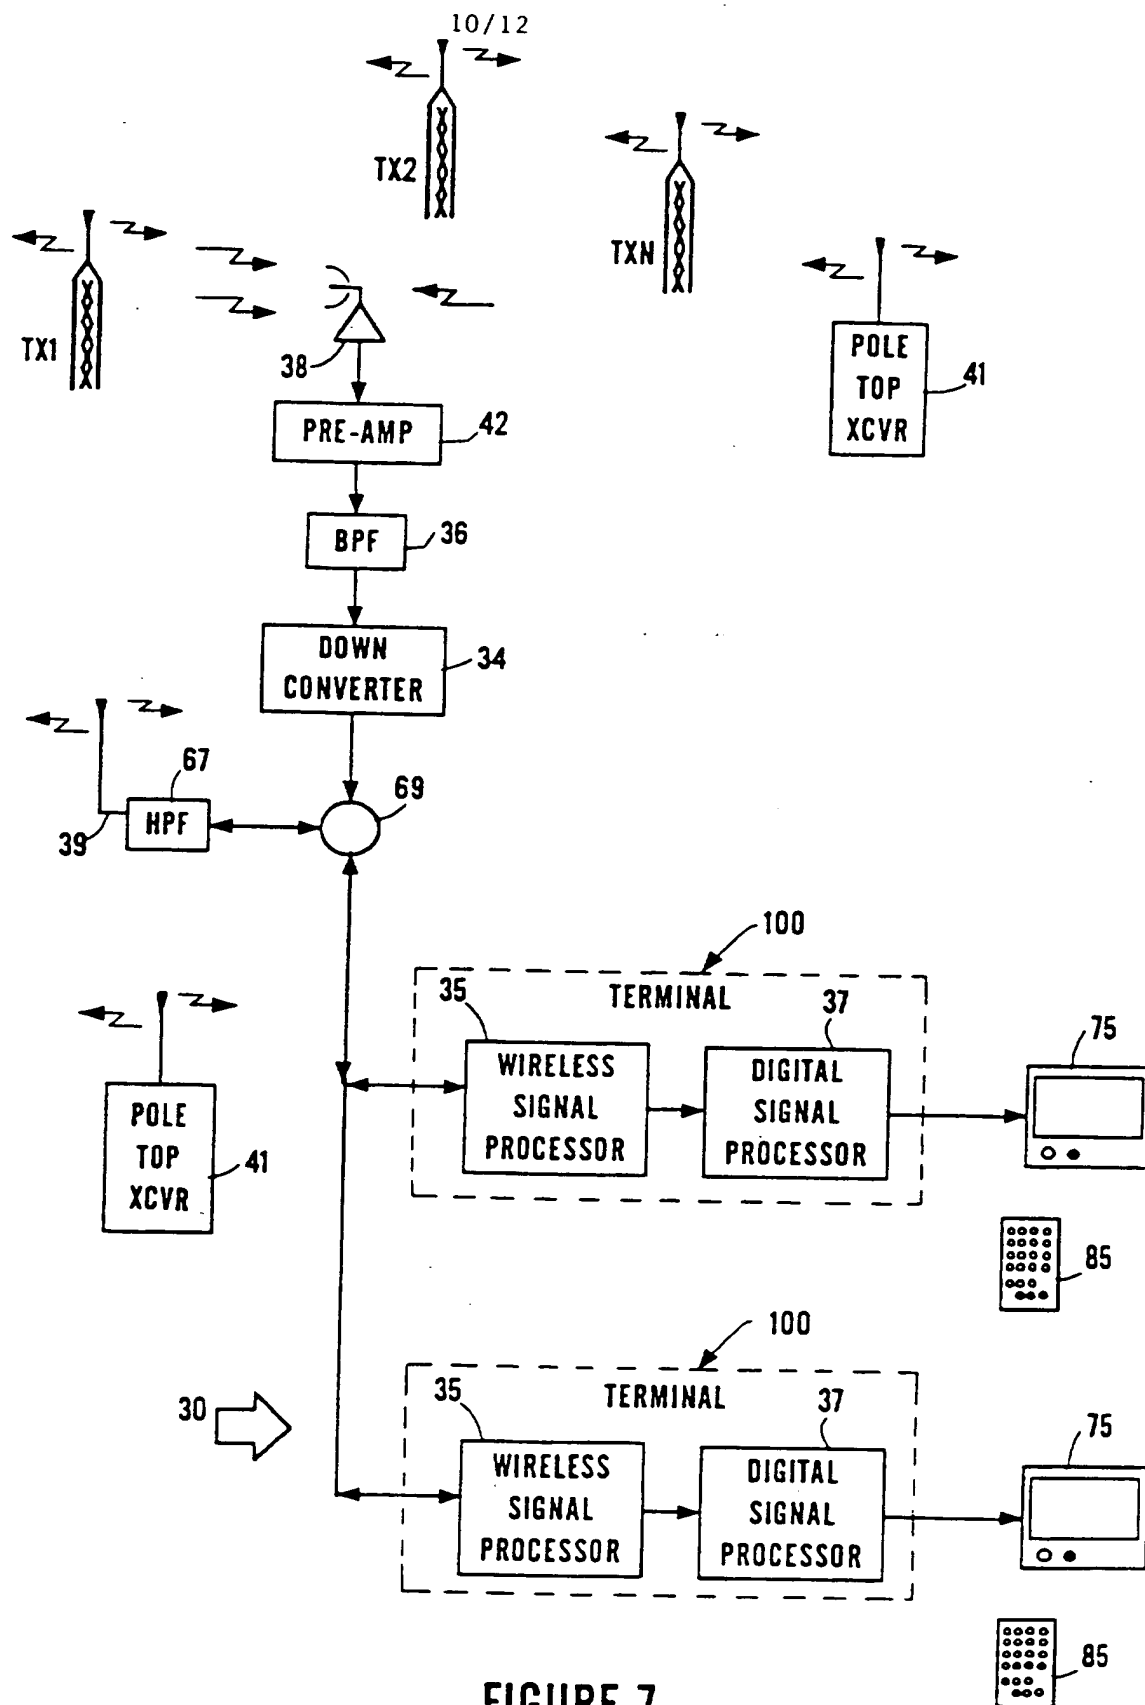 10/12
TX2
TXN
TX1
38
POLE
TOP
XCVR
41
PRE-AMP
42
BPF
36
DOWN
CONVERTER
34
67
69
HPF
39
100
TERMINAL
35
37
75
WIRELESS
SIGNAL
PROCESSOR
DIGITAL
SIGNAL
PROCESSOR
POLE
TOP
XCVR
41
85
100
30
TERMINAL
35
37
75
WIRELESS
SIGNAL
PROCESSOR
DIGITAL
SIGNAL
PROCESSOR
85
FIGURE 7